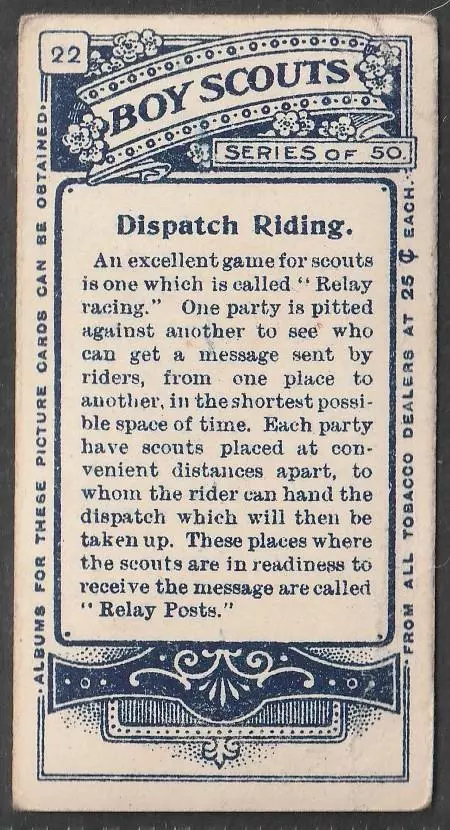 22
BOY SCOUTS
SERIES OF 50.
Dispatch Riding.
An excellent game for scouts
is one which is called "Relay
racing." One party is pitted
against another to see who
can get a message sent by
riders, from one place to
another, in the shortest possi-
ble space of time. Each party
have scouts placed at con-
venient distances apart, to
whom the rider can hand the
dispatch which will then be
taken up. These places where
the scouts are in readiness to
receive the message are called
"Relay Posts."
·ALBUMS FOR THESE PICTURE CARDS CAN BE OBTAINED·
·FROM ALL TOBACCO DEALERS AT 25 ¢ EACH.·